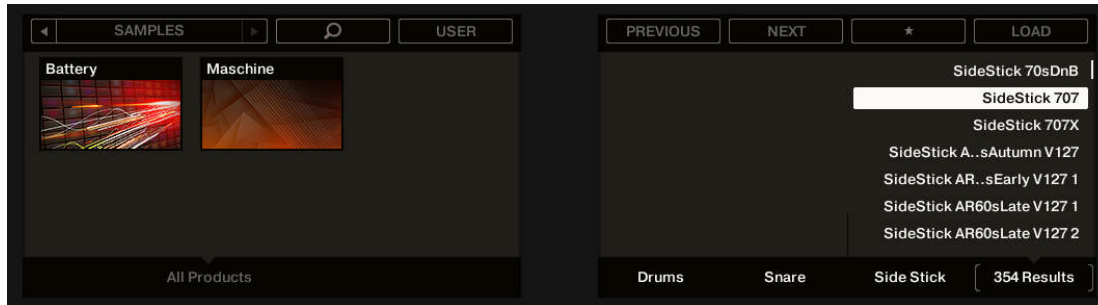 SAMPLES
USER
Battery
Maschine
All Products
PREVIOUS
NEXT
LOAD
SideStick 70sDnB
SideStick 707
SideStick 707X
SideStick A..sAutumn V127
SideStick AR..sEarly V127 1
SideStick AR60sLate V127 1
SideStick AR60sLate V127 2
Drums
Snare
Side Stick
354 Results